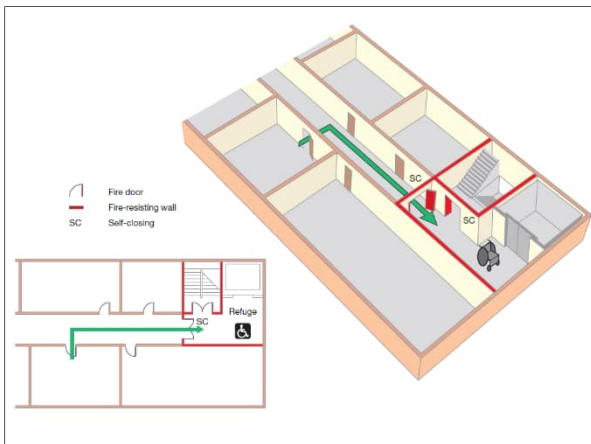 SC
SC
Fire door
Fire-resisting wall
SC Self-closing
Refuge
SC